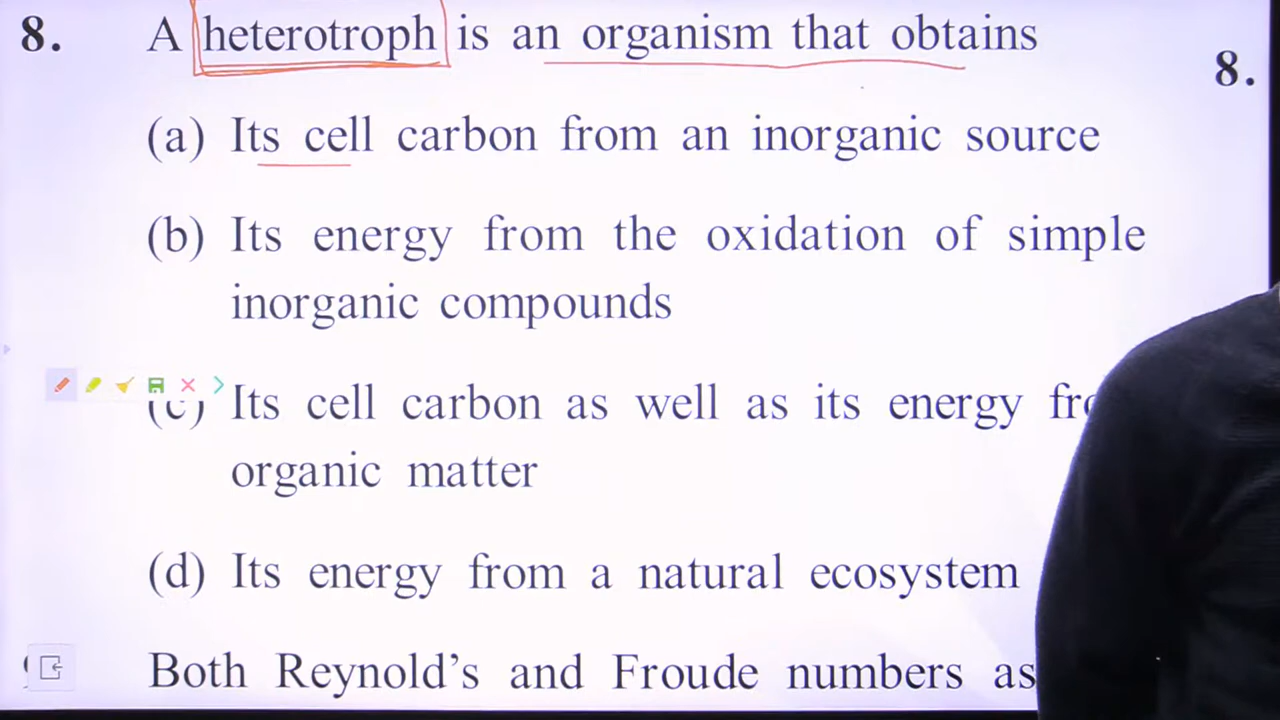 8. A heterotroph is an organism that obtains
8.
(a) Its cell carbon from an inorganic source
(b) Its energy from the oxidation of simple
inorganic compounds
(c) Its cell carbon as well as its energy
organic matter
(d) Its energy from a natural ecosystem
Both Reynold's and Froude numbers as